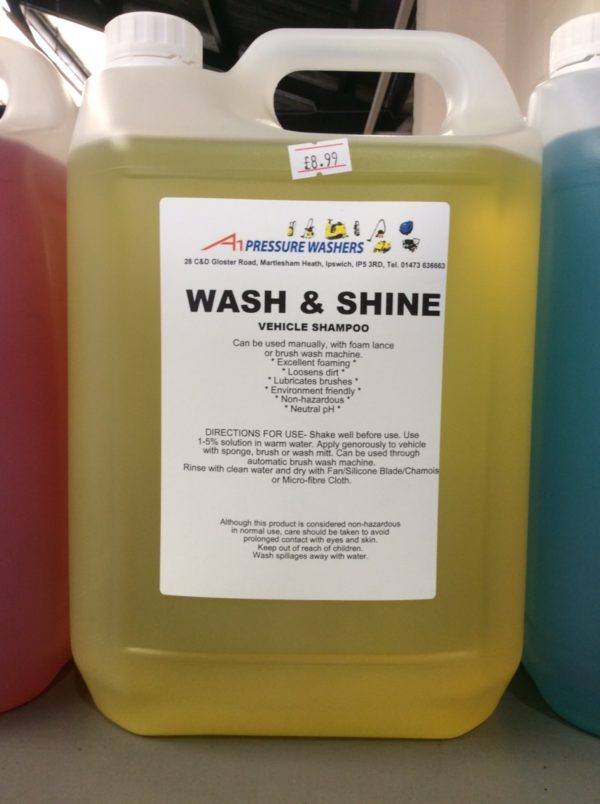 £8.99
A1 PRESSURE WASHERS
28 C&D Gloster Road, Martlesham Heath, Ipswich, IP5 3RD, Tel. 01473 636663
WASH & SHINE
VEHICLE SHAMPOO
Can be used manually, with foam lance
or brush wash machine.
* Excellent foaming *
* Loosens dirt *
* Lubricates brushes *
* Environment friendly *
* Non-hazardous *
* Neutral pH *
DIRECTIONS FOR USE- Shake well before use. Use
1-5% solution in warm water. Apply genorously to vehicle
with sponge, brush or wash mitt. Can be used through
automatic brush wash machine.
Rinse with clean water and dry with Fan/Silicone Blade/Chamois
or Micro-fibre Cloth.
Although this product is considered non-hazardous
in normal use, care should be taken to avoid
prolonged contact with eyes and skin.
Keep out of reach of children.
Wash spillages away with water.